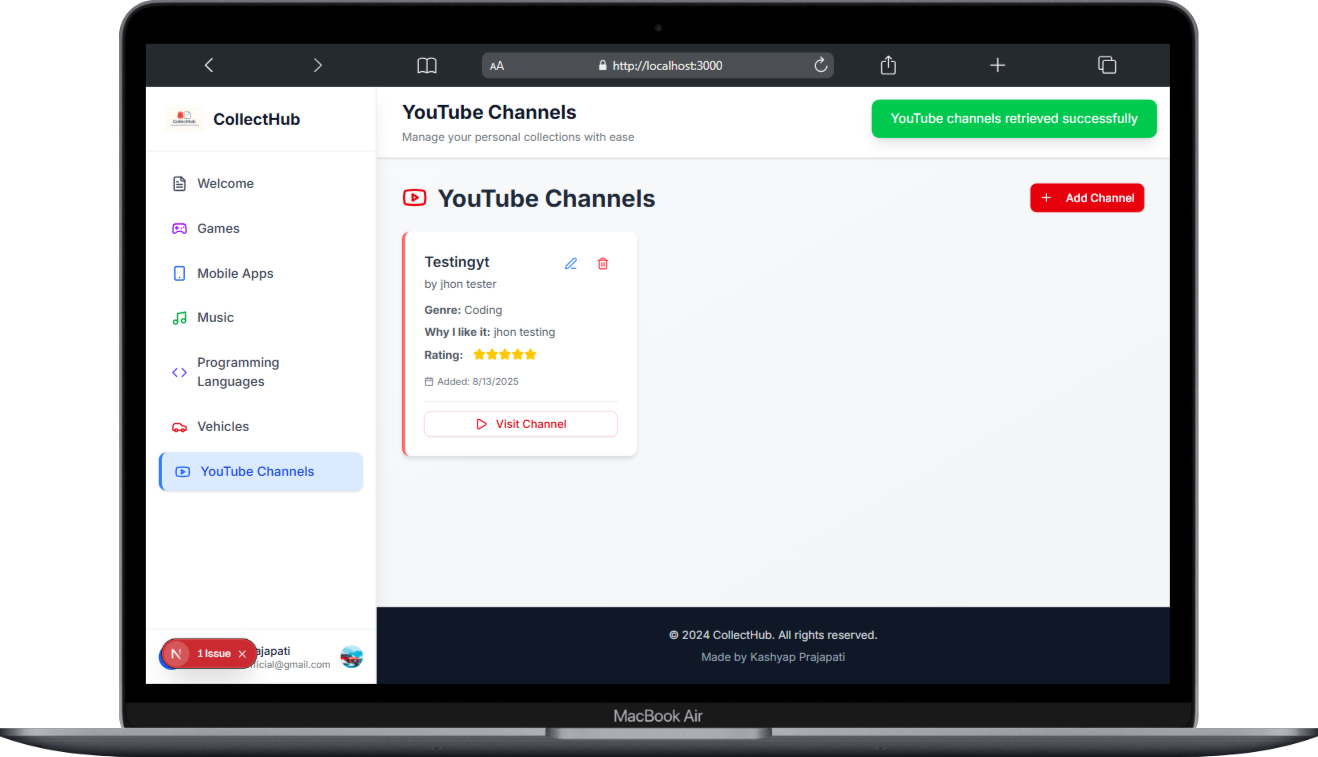 AA
http://localhost:3000
CollectHub
CollectHub
YouTube Channels
Manage your personal collections with ease
YouTube channels retrieved successfully
Welcome
Games
Mobile Apps
Music
Programming
Languages
Vehicles
YouTube Channels
YouTube Channels
+ Add Channel
Testingyt
by jhon tester
Genre: Coding
Why I like it: jhon testing
Rating:
Added: 8/13/2025
Visit Channel
N 1 Issue ×
ajapati
ficial@gmail.com
© 2024 CollectHub. All rights reserved.
Made by Kashyap Prajapati
MacBook Air